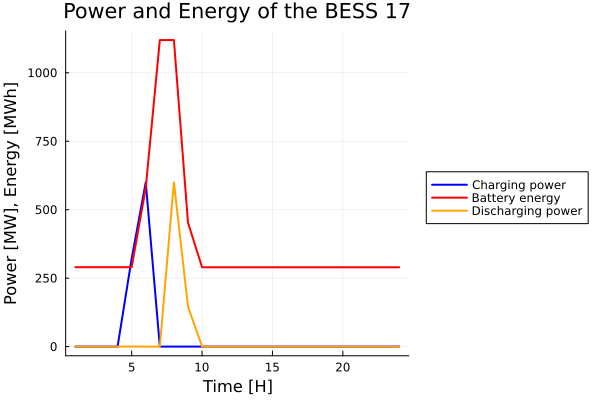 Power and Energy of the BESS 17
Power [MW], Energy [MWh]
1000
750
500
250
0
5
10
15
20
Time [H]
Charging power
Battery energy
Discharging power